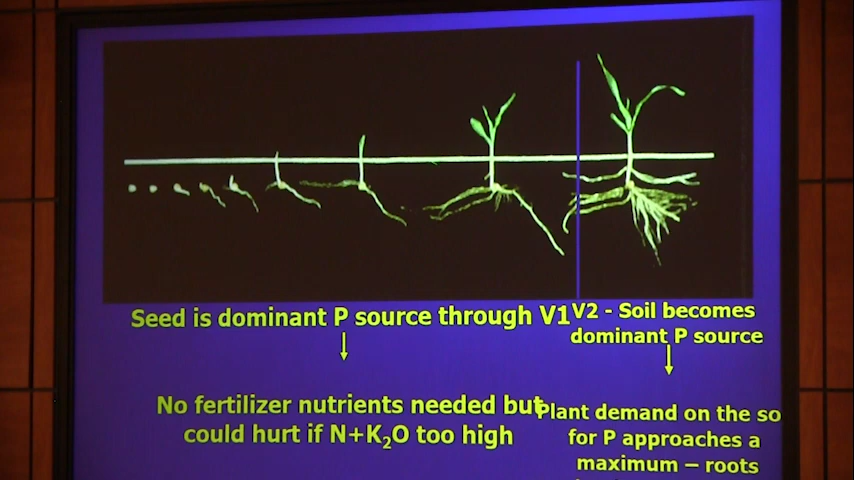 Seed is dominant P source through V1
V2 - Soil becomes
dominant P source
No fertilizer nutrients needed but
could hurt if N+K₂O too high
Plant demand on the so
for P approaches a
maximum – roots